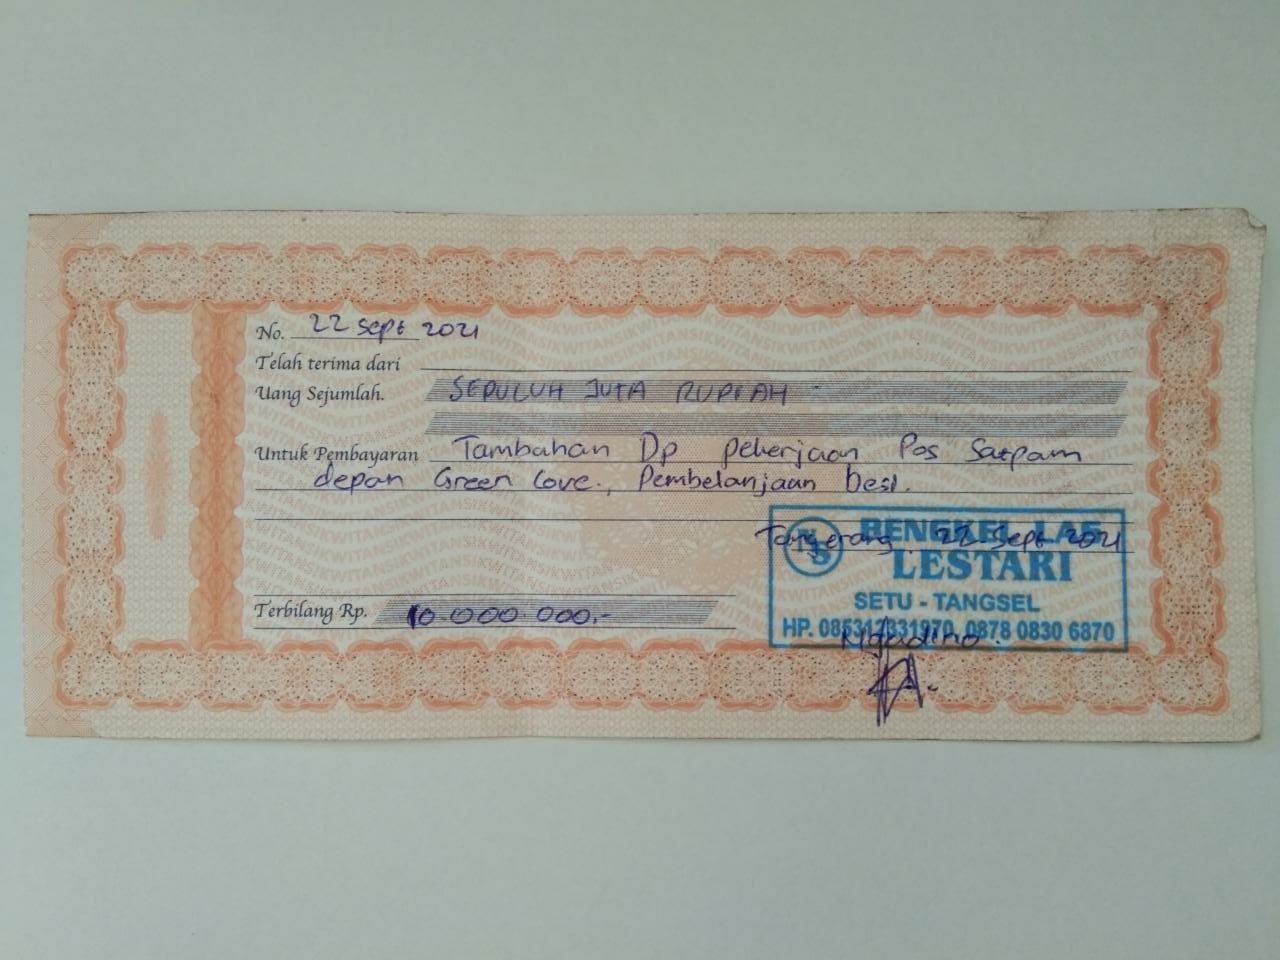 No. 22 Sept 2021
Telah terima dari
Uang Sejumlah. SEPULUH JUTA RUPIAH
Untuk Pembayaran Tambahan Dp pekerjaan Pos Satpam
depan Green Cove., Pembelanjaan besi.
Tangerang 22 Sept 2021
BENGKEL LAS
LESTARI
SETU - TANGSEL
HP. 0878 0830 6870
Terbilang Rp. 10.000.000,-